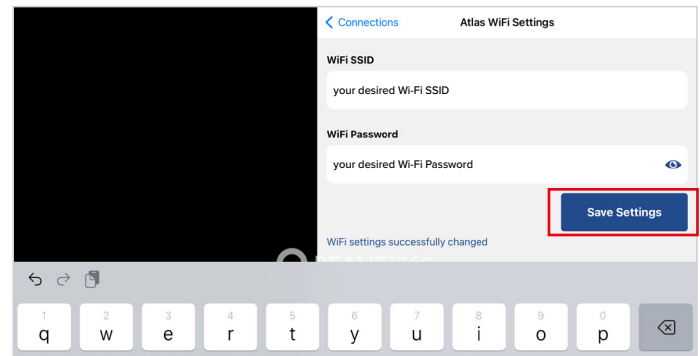 Connections
Atlas WiFi Settings
WiFi SSID
your desired Wi-Fi SSID
WiFi Password
your desired Wi-Fi Password
Save Settings
WiFi settings successfully changed
1 2 3 4 5 6 7 8 9 0
q w e r t y u i o p